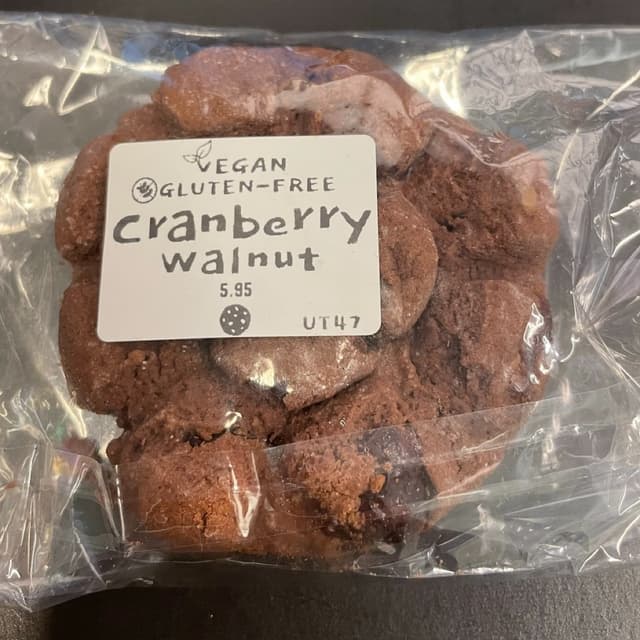 VEGAN
GLUTEN-FREE
cranberry
walnut
5.95
UT47